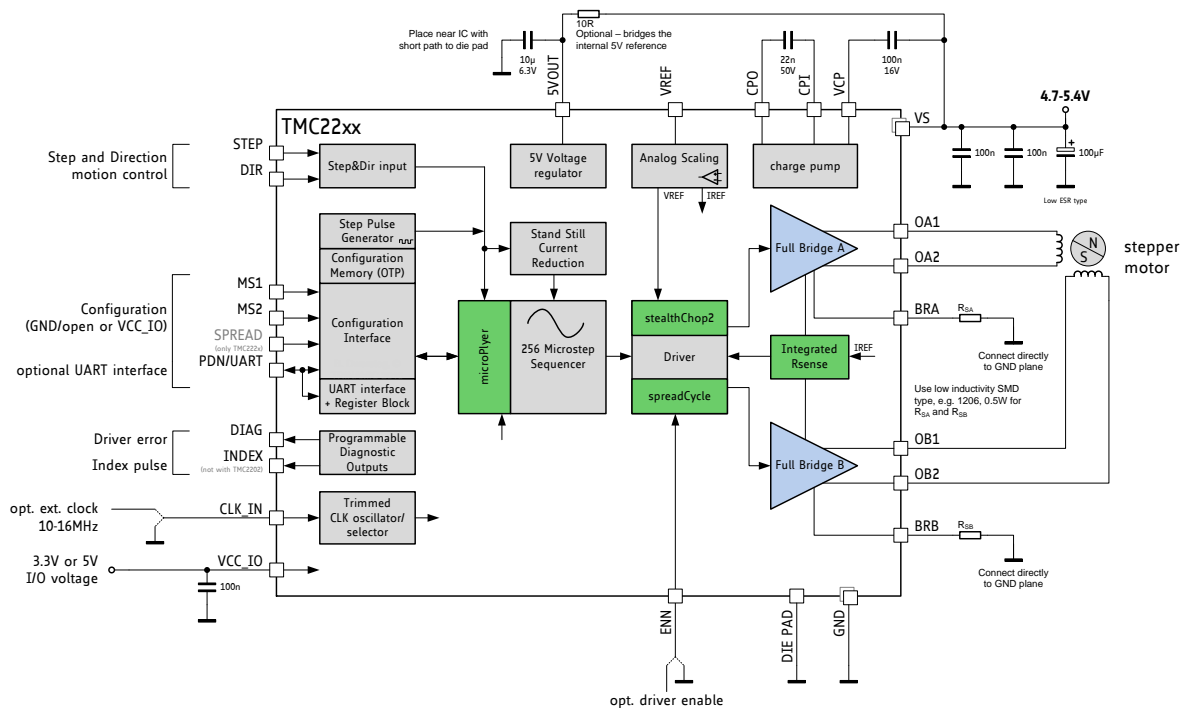 Place near IC with
short path to die pad
10µ
6.3V
10R
Optional – bridges the
internal 5V reference
22n
50V
100n
16V
5VOUT
VREF
CPO
CPI
VCP
4.7-5.4V
VS
100n
100n
+
100µF
Low ESR type
TMC22xx
Step and Direction
motion control
STEP
DIR
Step&Dir input
5V Voltage
regulator
Analog Scaling
VREF
IREF
charge pump
Step Pulse
Generator
Configuration
Memory (OTP)
Configuration
Interface
UART interface
+ Register Block
Stand Still
Current
Reduction
Configuration
(GND/open or VCC_IO)
optional UART interface
MS1
MS2
SPREAD
(only TMC222x)
PDN/UART
microPlyer
256 Microstep
Sequencer
stealthChop2
Driver
spreadCycle
Integrated
Rsense
IREF
Full Bridge A
Full Bridge B
OA1
OA2
BRA
RSA
Connect directly
to GND plane
N
S
stepper
motor
Use low inductivity SMD
type, e.g. 1206, 0.5W for
RSA and RSB
OB1
OB2
BRB
RSB
Connect directly
to GND plane
Driver error
Index pulse
DIAG
INDEX
(not with TMC2202)
Programmable
Diagnostic
Outputs
opt. ext. clock
10-16MHz
CLK_IN
Trimmed
CLK oscillator/
selector
3.3V or 5V
I/O voltage
VCC_IO
100n
ENN
DIE PAD
GND
opt. driver enable